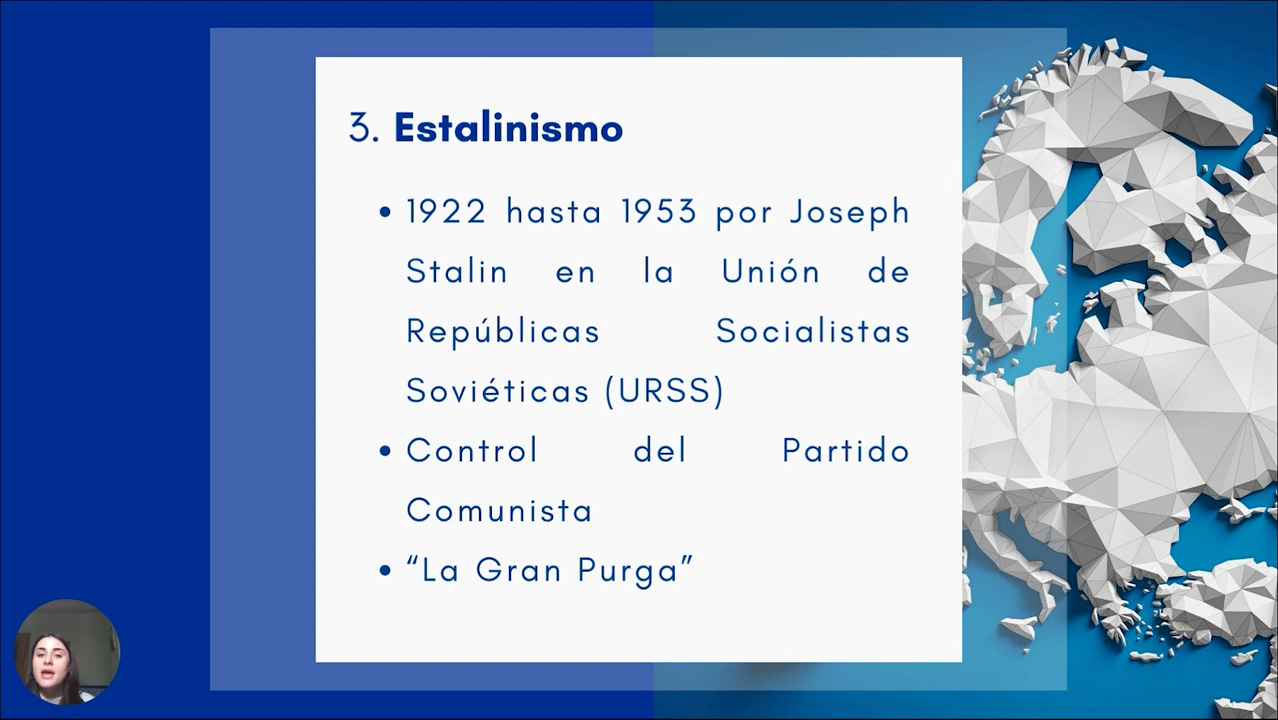 3. Estalinismo
• 1922 hasta 1953 por Joseph
Stalin en la Unión de
Repúblicas Socialistas
Soviéticas (URSS)
• Control del Partido
Comunista
• “La Gran Purga”